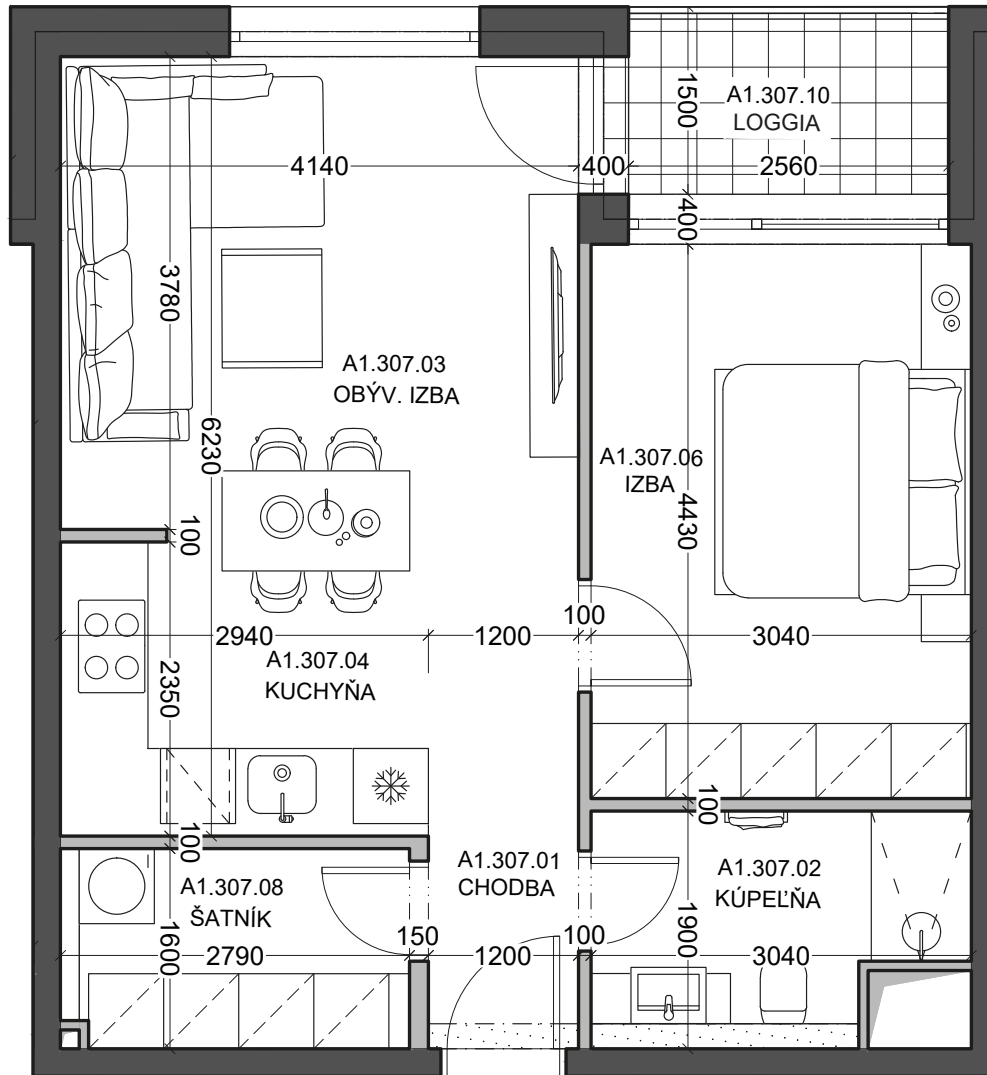 1500
A1.307.10
LOGGIA
4140
400
2560
400
3780
A1.307.03
OBÝV. IZBA
6230
A1.307.06
IZBA
4430
100
100
2940
1200
3040
A1.307.04
KUCHYŇA
2350
100
100
A1.307.01
CHODBA
A1.307.02
KÚPEĽŇA
A1.307.08
ŠATNÍK
1600
2790
150
1200
100
1900
3040